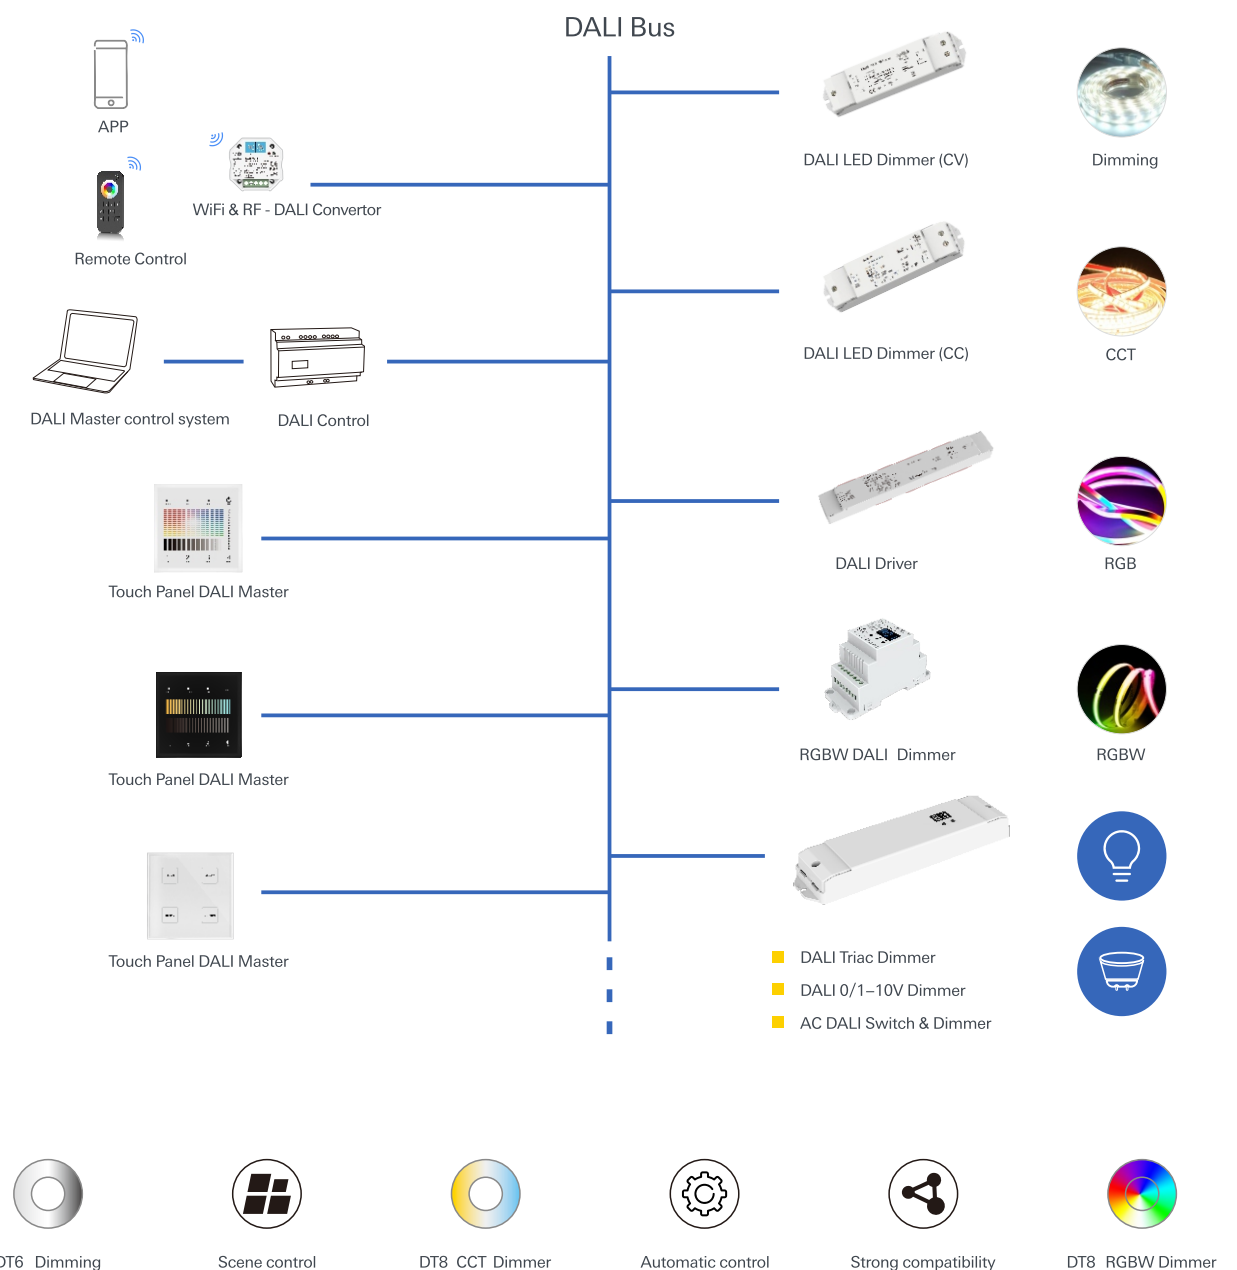 DALI Bus
APP
WiFi & RF - DALI Convertor
Remote Control
DALI Master control system
DALI Control
Touch Panel DALI Master
Touch Panel DALI Master
Touch Panel DALI Master
DALI LED Dimmer (CV)
Dimming
DALI LED Dimmer (CC)
CCT
DALI Driver
RGB
RGBW DALI Dimmer
RGBW
DALI Triac Dimmer
DALI 0/1–10V Dimmer
AC DALI Switch & Dimmer
DT6 Dimming
Scene control
DT8 CCT Dimmer
Automatic control
Strong compatibility
DT8 RGBW Dimmer